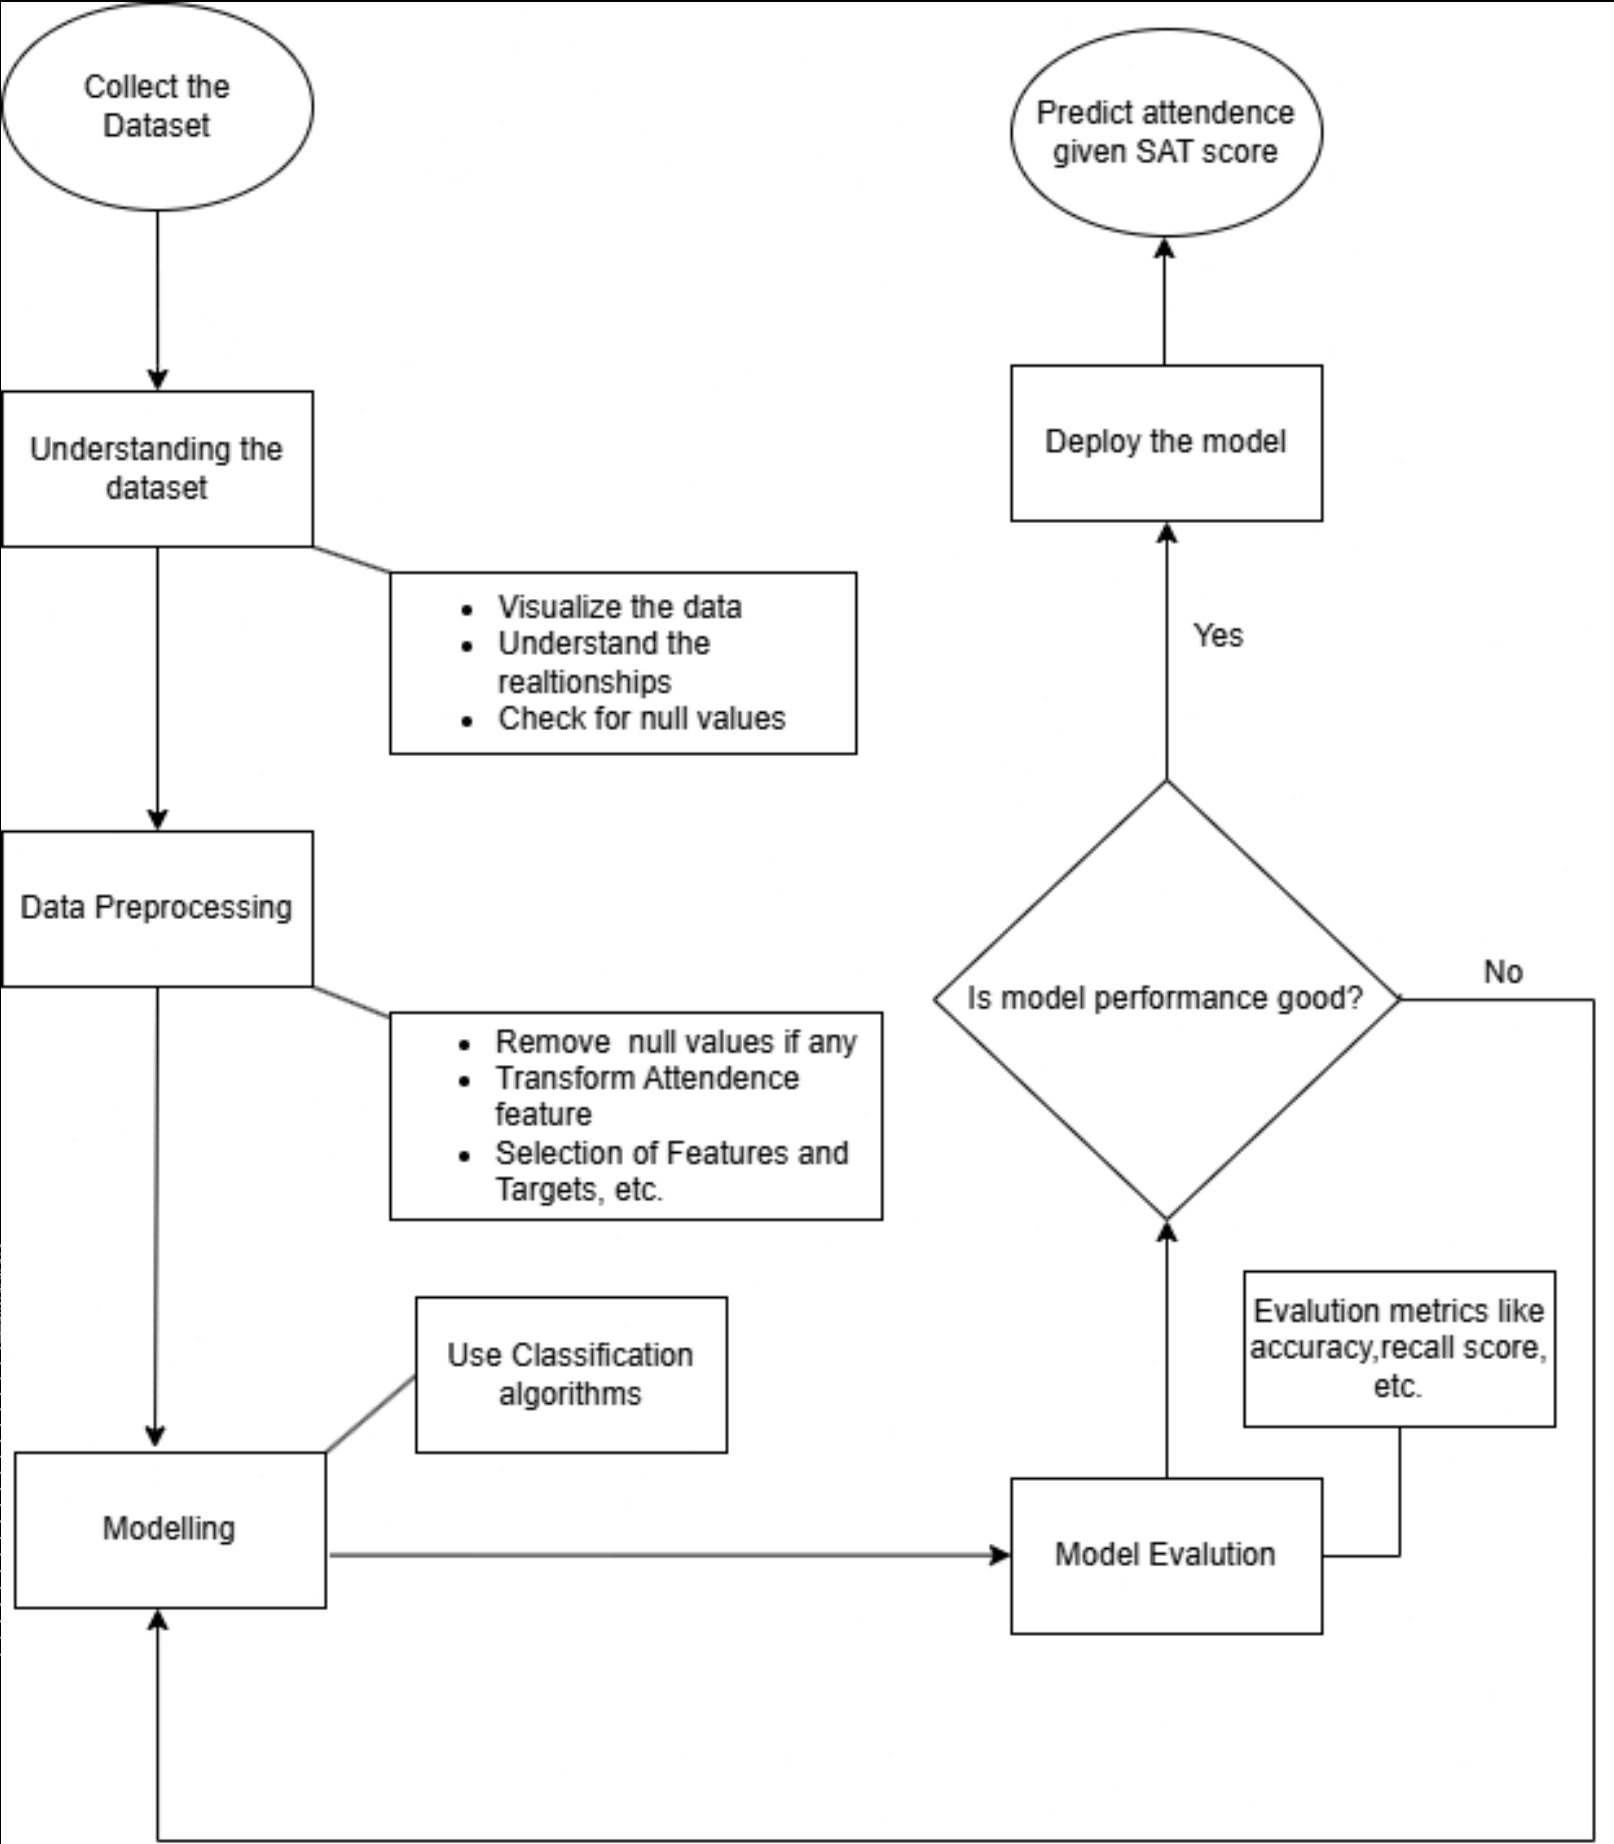 Collect the
Dataset
Understanding the
dataset
• Visualize the data
• Understand the
realtionships
• Check for null values
Data Preprocessing
• Remove  null values if any
• Transform Attendence
feature
• Selection of Features and
Targets, etc.
Use Classification
algorithms
Modelling
Model Evalution
Evalution metrics like
accuracy,recall score,
etc.
Is model performance good?
No
Yes
Deploy the model
Predict attendence
given SAT score